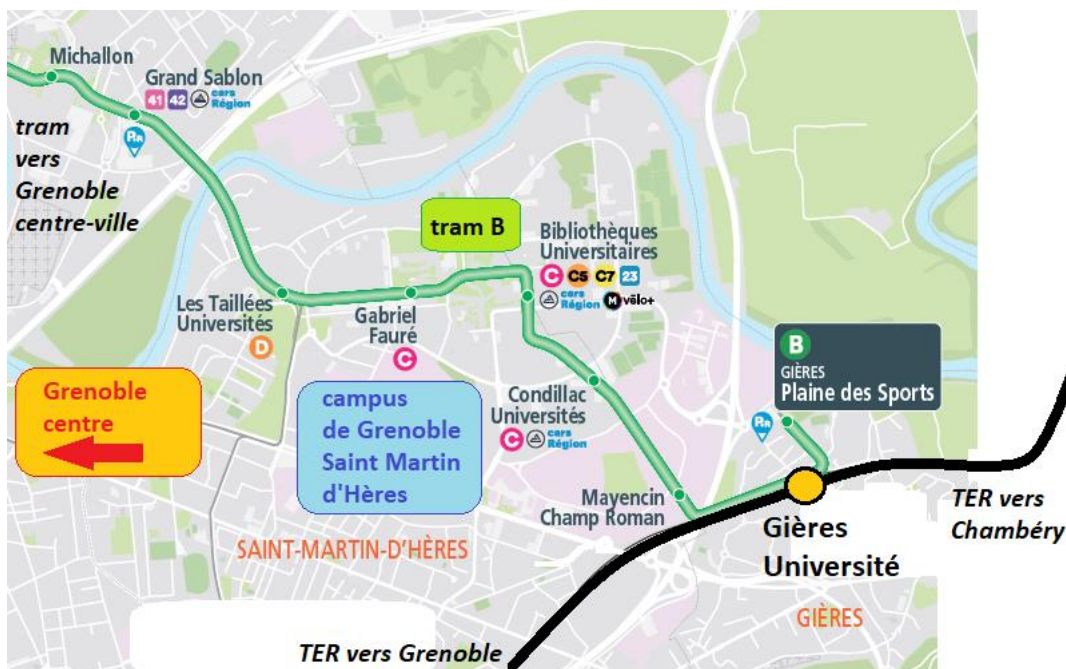 Michallon
Grand Sablon
41 42 cars Région
P+R
tram
vers
Grenoble
centre-ville
tram B
Bibliothèques
Universitaires
C C5 C7 23
cars Région M vélo+
Les Taillées
Universités
D
Gabriel
Fauré
C
B
GIÈRES
Plaine des Sports
P+R
Grenoble
centre
campus
de Grenoble
Saint Martin
d'Hères
Condillac
Universités
C cars Région
Mayencin
Champ Roman
TER vers
Chambéry
Gières
Université
SAINT-MARTIN-D'HÈRES
GIÈRES
TER vers Grenoble